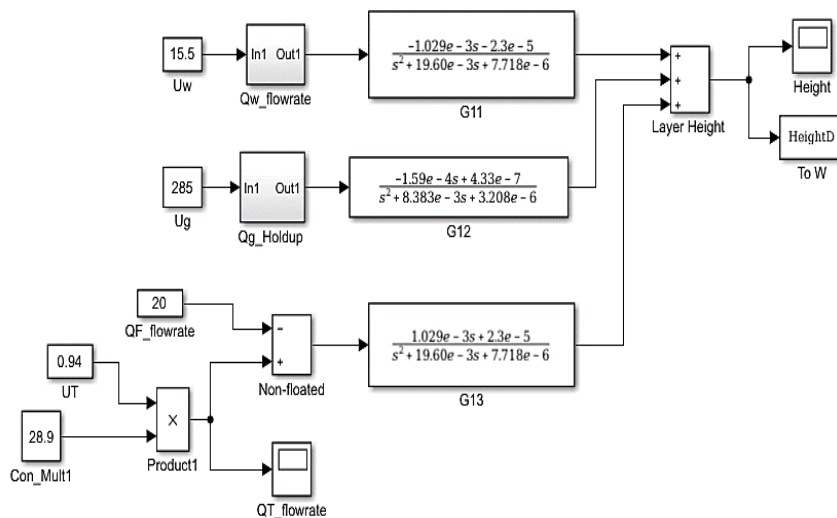 15.5
Uw
In1 Out1
Qw_flowrate
-1.029e - 3s - 2.3e - 5
s² + 19.60e - 3s + 7.718e - 6
G11
+
+
+
Layer Height
Height
HeightD
To W
285
Ug
In1 Out1
Qg_Holdup
-1.59e - 4s + 4.33e - 7
s² + 8.383e - 3s + 3.208e - 6
G12
20
QF_flowrate
−
+
Non-floated
1.029e - 3s + 2.3e - 5
s² + 19.60e - 3s + 7.718e - 6
G13
0.94
UT
28.9
Con_Mult1
X
Product1
QT_flowrate